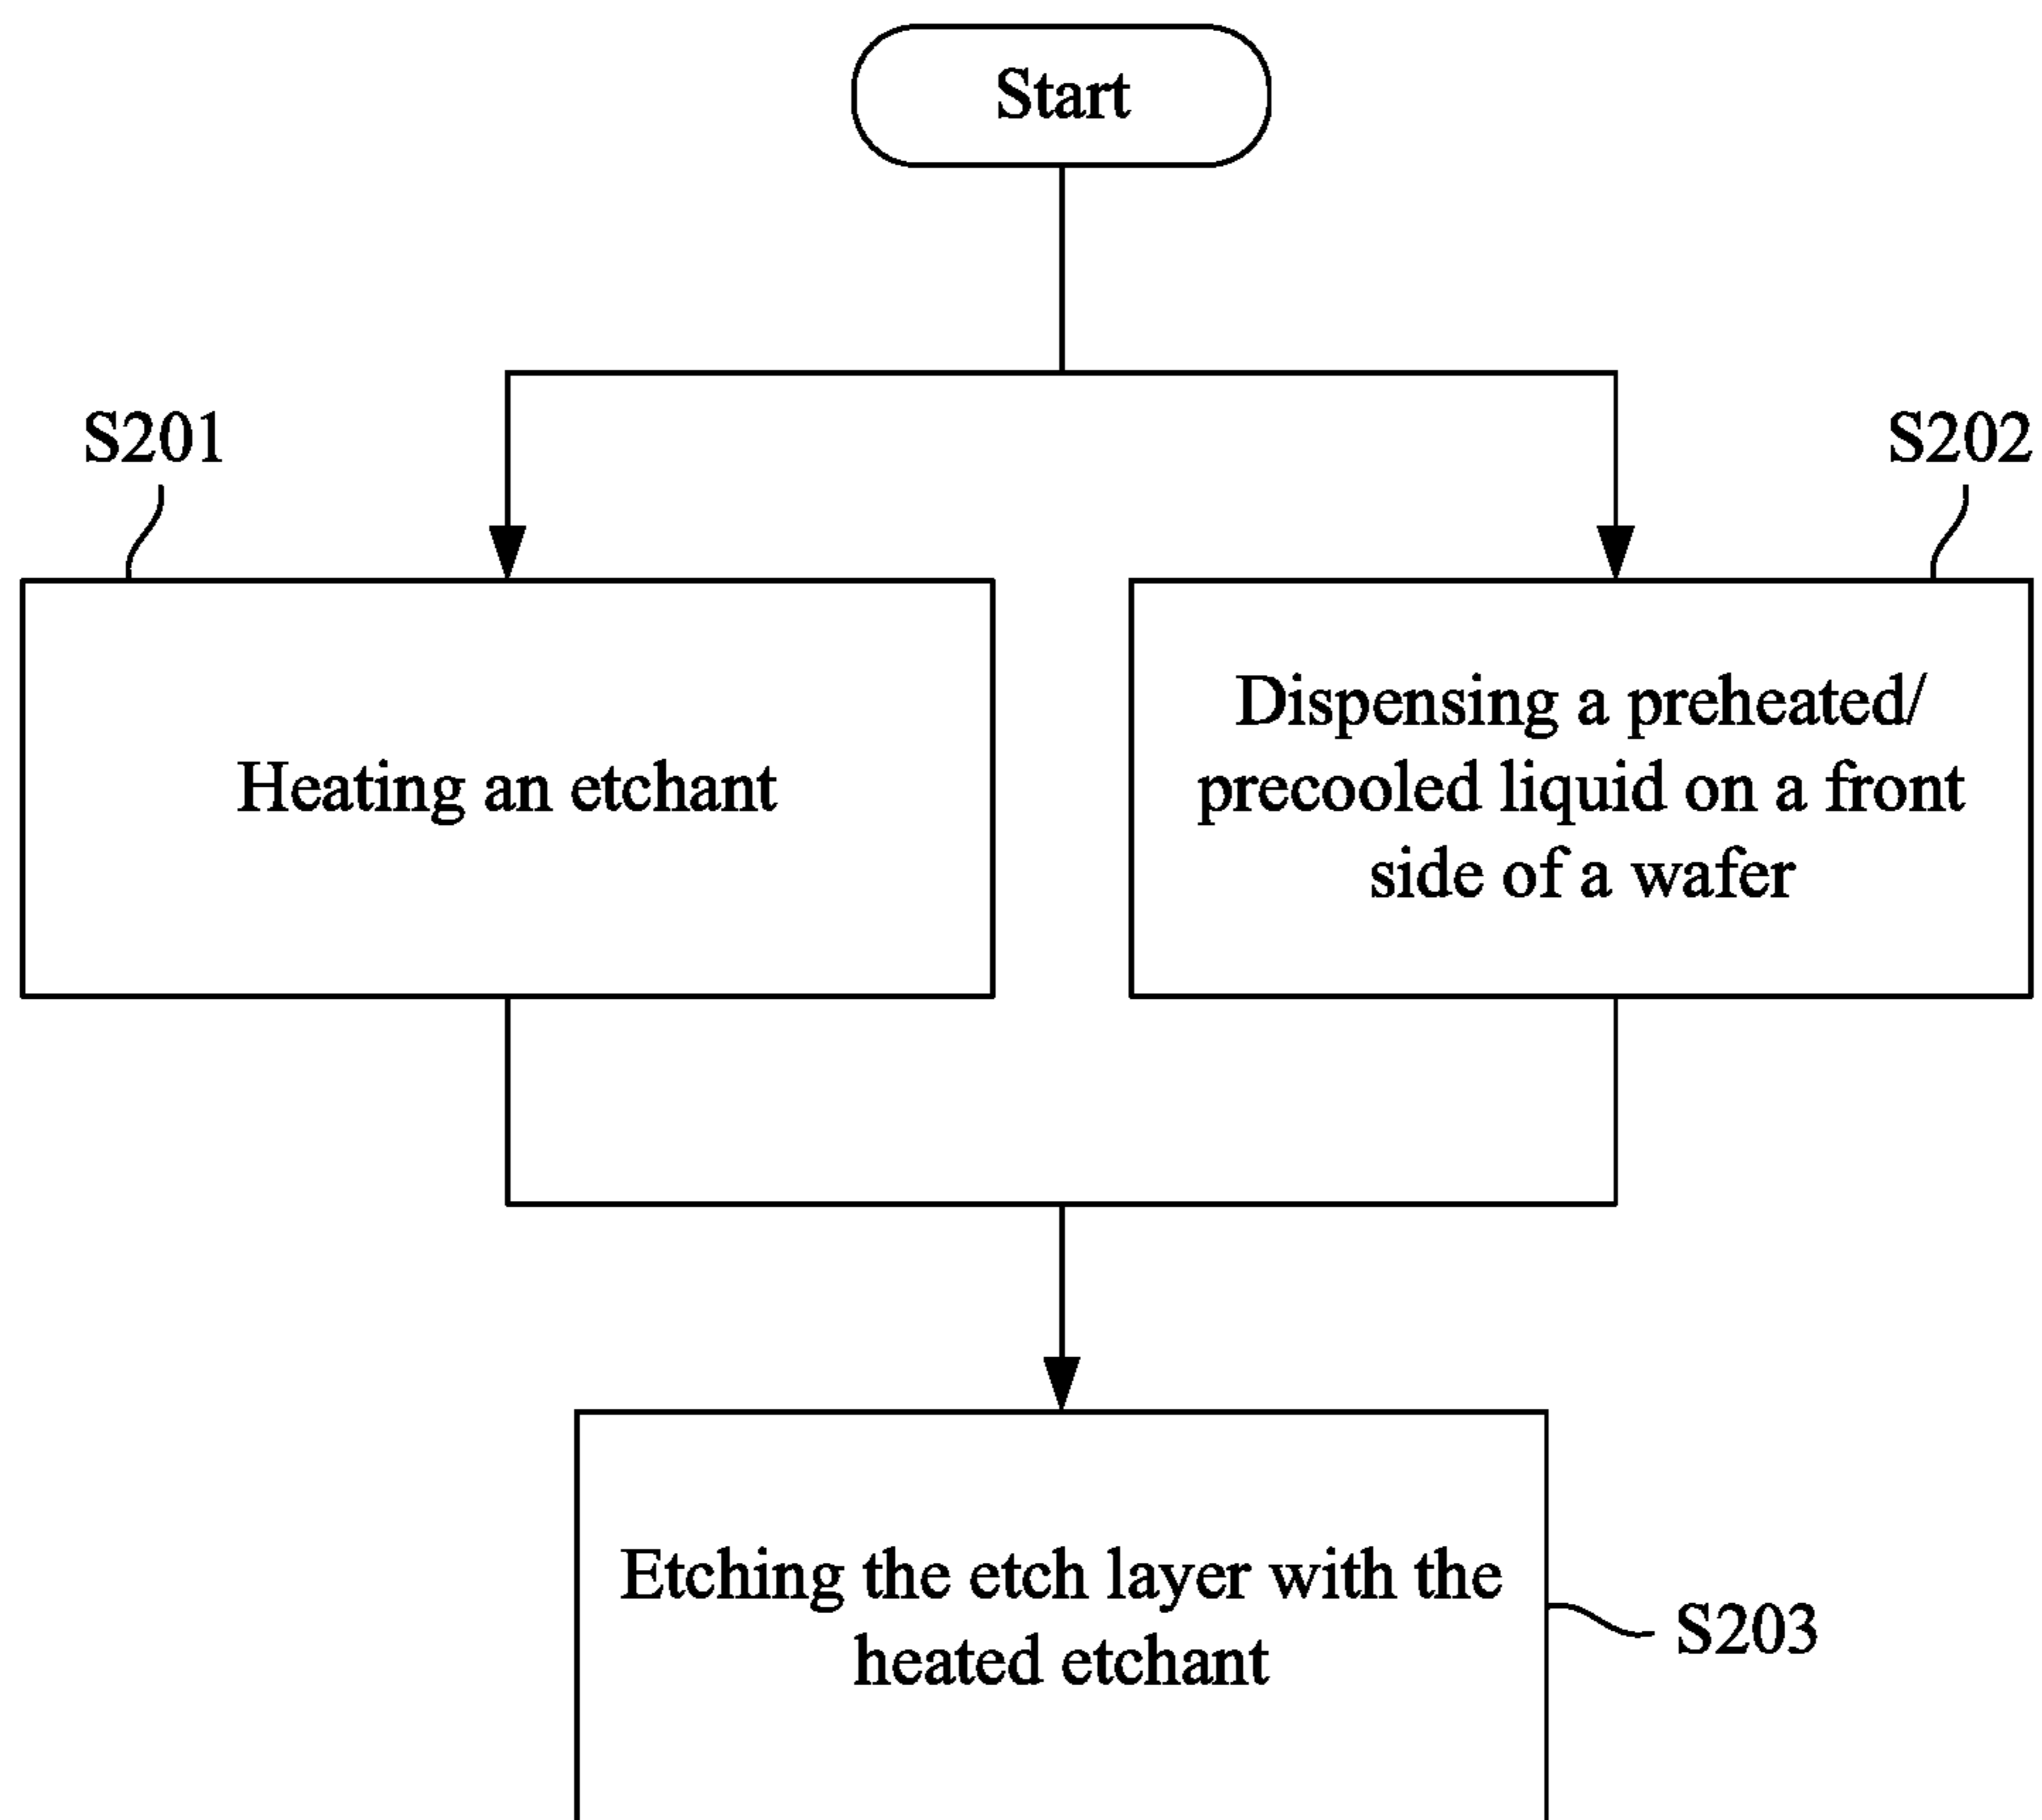 Start
S201
S202
Heating an etchant
Dispensing a preheated/
precooled liquid on a front
side of a wafer
Etching the etch layer with the
heated etchant
S203